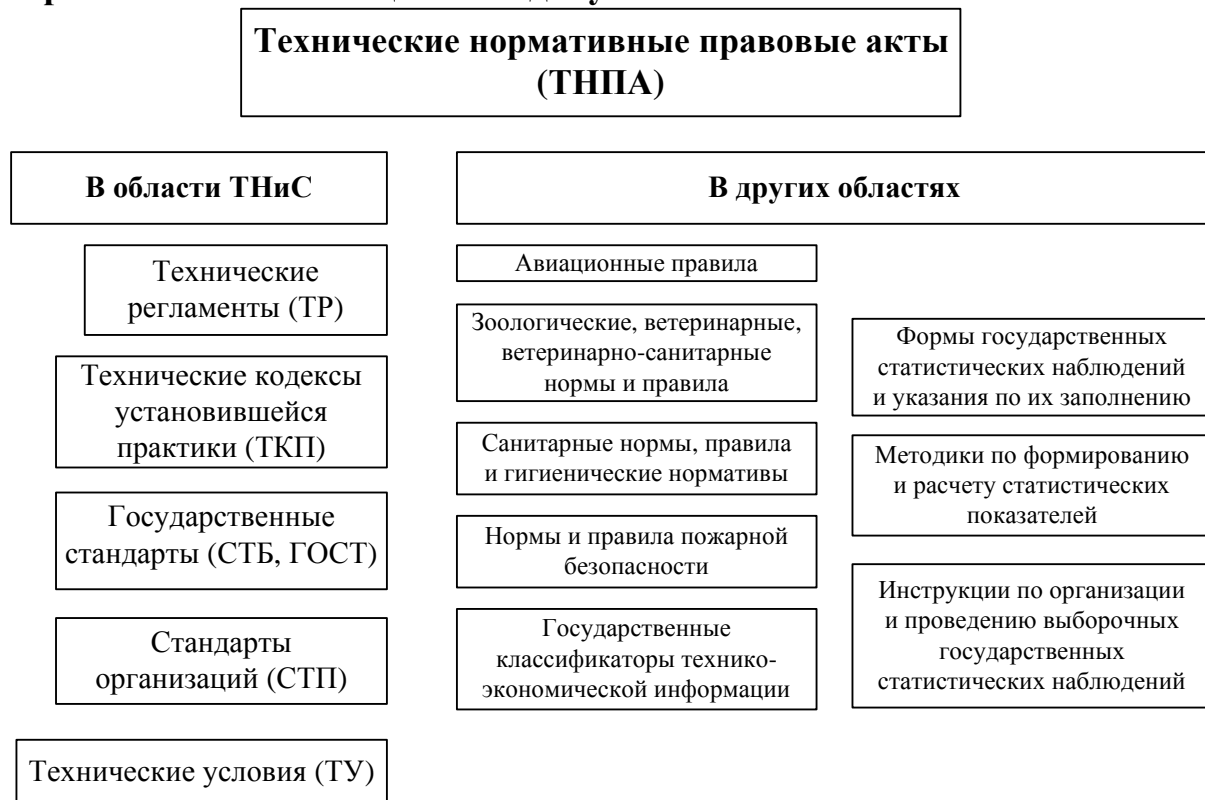 Технические нормативные правовые акты
(ТНПА)
В области ТНиС
Технические
регламенты (ТР)
Технические кодексы
установившейся
практики (ТКП)
Государственные
стандарты (СТБ, ГОСТ)
Стандарты
организаций (СТП)
Технические условия (ТУ)
В других областях
Авиационные правила
Зоологические, ветеринарные,
ветеринарно-санитарные
нормы и правила
Санитарные нормы, правила
и гигиенические нормативы
Нормы и правила пожарной
безопасности
Государственные
классификаторы технико-
экономической информации
Формы государственных
статистических наблюдений
и указания по их заполнению
Методики по формированию
и расчету статистических
показателей
Инструкции по организации
и проведению выборочных
государственных
статистических наблюдений